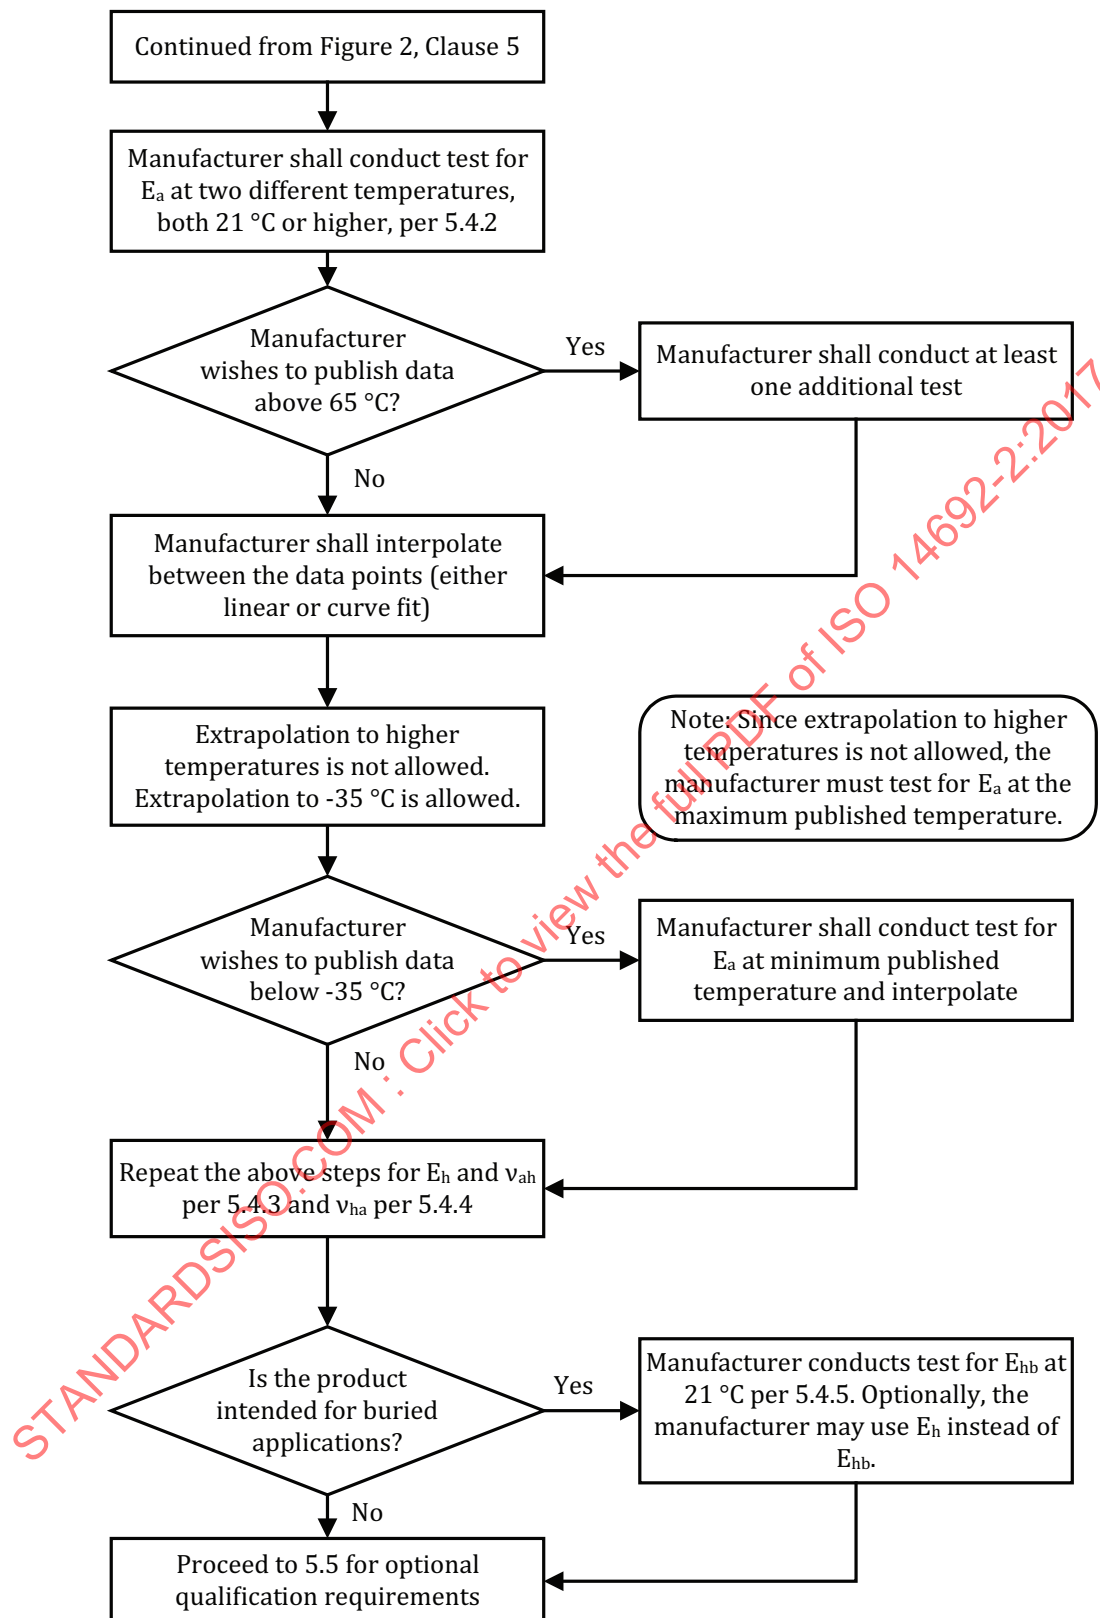 Continued from Figure 2, Clause 5
Manufacturer shall conduct test for
Eₐ at two different temperatures,
both 21 °C or higher, per 5.4.2
Manufacturer
wishes to publish data
above 65 °C?
Yes
Manufacturer shall conduct at least
one additional test
No
Manufacturer shall interpolate
between the data points (either
linear or curve fit)
Extrapolation to higher
temperatures is not allowed.
Extrapolation to -35 °C is allowed.
Note: Since extrapolation to higher
temperatures is not allowed, the
manufacturer must test for Eₐ at the
maximum published temperature.
Manufacturer
wishes to publish data
below -35 °C?
Yes
Manufacturer shall conduct test for
Eₐ at minimum published
temperature and interpolate
No
Repeat the above steps for Eₕ and νₐₕ
per 5.4.3 and νₕₐ per 5.4.4
Is the product
intended for buried
applications?
Yes
Manufacturer conducts test for E_hb at
21 °C per 5.4.5. Optionally, the
manufacturer may use Eₕ instead of
E_hb.
No
Proceed to 5.5 for optional
qualification requirements
STANDARDSISO.COM : Click to view the full PDF of ISO 14692-2:2017